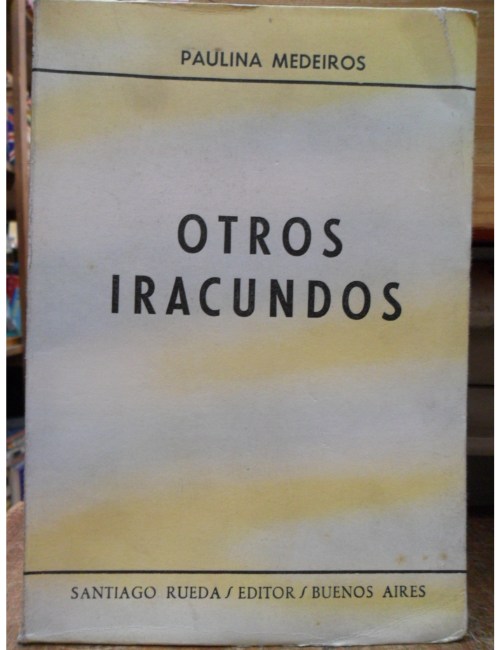 PAULINA MEDEIROS
OTROS
IRACUNDOS
SANTIAGO RUEDA / EDITOR / BUENOS AIRES